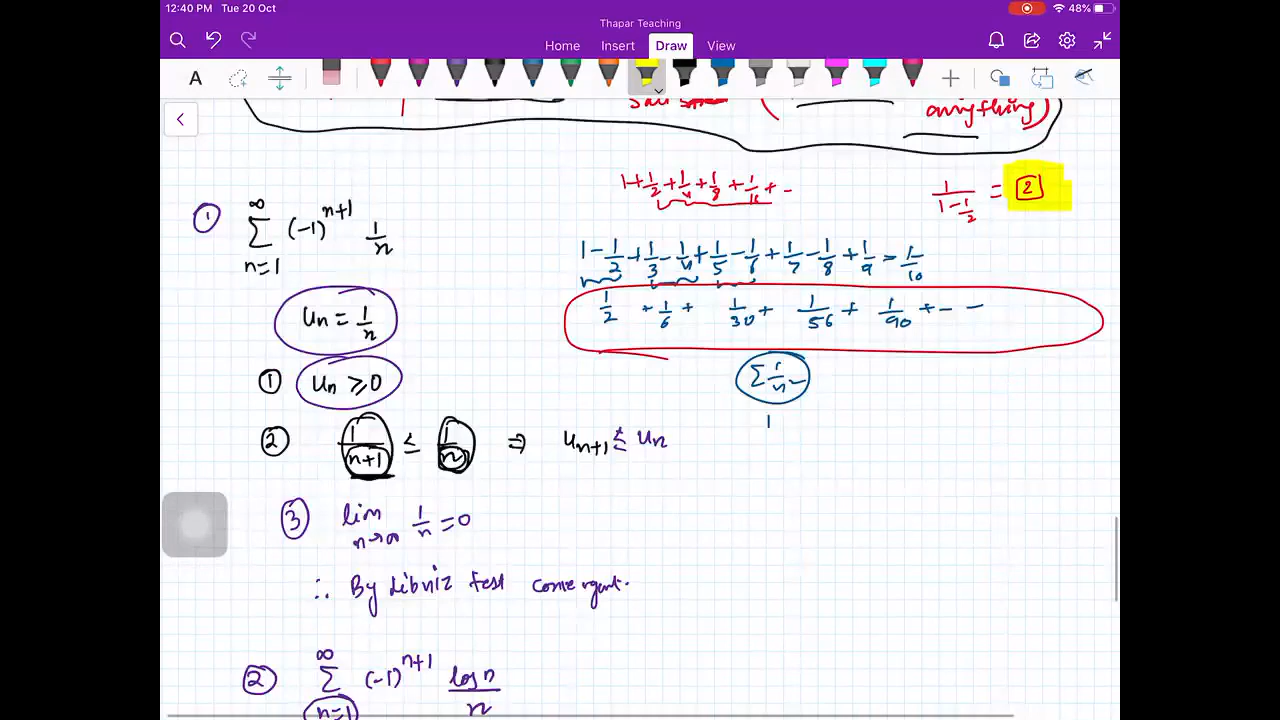 12:40 PM Tue 20 Oct
48%
Thapar Teaching
Home Insert Draw View
A
anything)
1+1/2+1/4+1/8+1/16+-
1/(1-1/2) = 2
① ∞ ∑ n=1 (-1)^n+1 1/n
1-1/2+1/3-1/4+1/5-1/6+1/7-1/8+1/9-1/10
un = 1/n
1/2 + 1/6 + 1/30 + 1/56 + 1/90 + - -
① un ≥ 0
∑ 1/n
② 1/n+1 ≤ 1/n ⇒ un+1 ≤ un
③ lim n→∞ 1/n = 0
∴ By Libniz test convergent.
② ∞ ∑ n=1 (-1)^n+1 log n/n